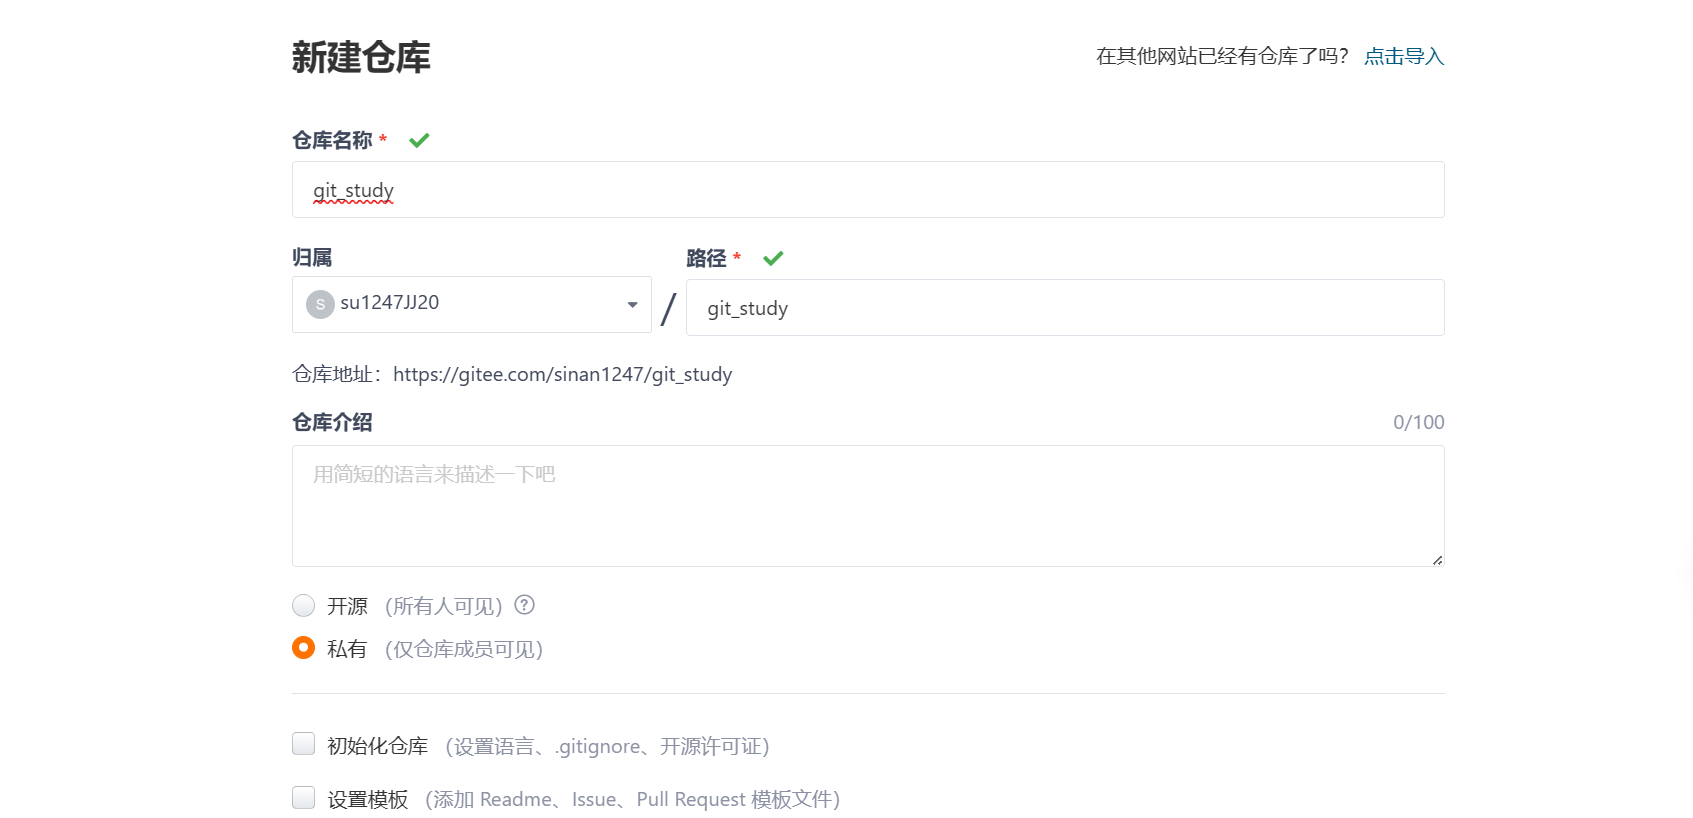 新建仓库
在其他网站已经有仓库了吗？ 点击导入
仓库名称 *
git_study
归属
路径 *
S su1247JJ20 / git_study
仓库地址：https://gitee.com/sinan1247/git_study
仓库介绍 0/100
用简短的语言来描述一下吧
开源 （所有人可见） ?
私有 （仅仓库成员可见）
初始化仓库 （设置语言、.gitignore、开源许可证）
设置模板 （添加 Readme、Issue、Pull Request 模板文件）